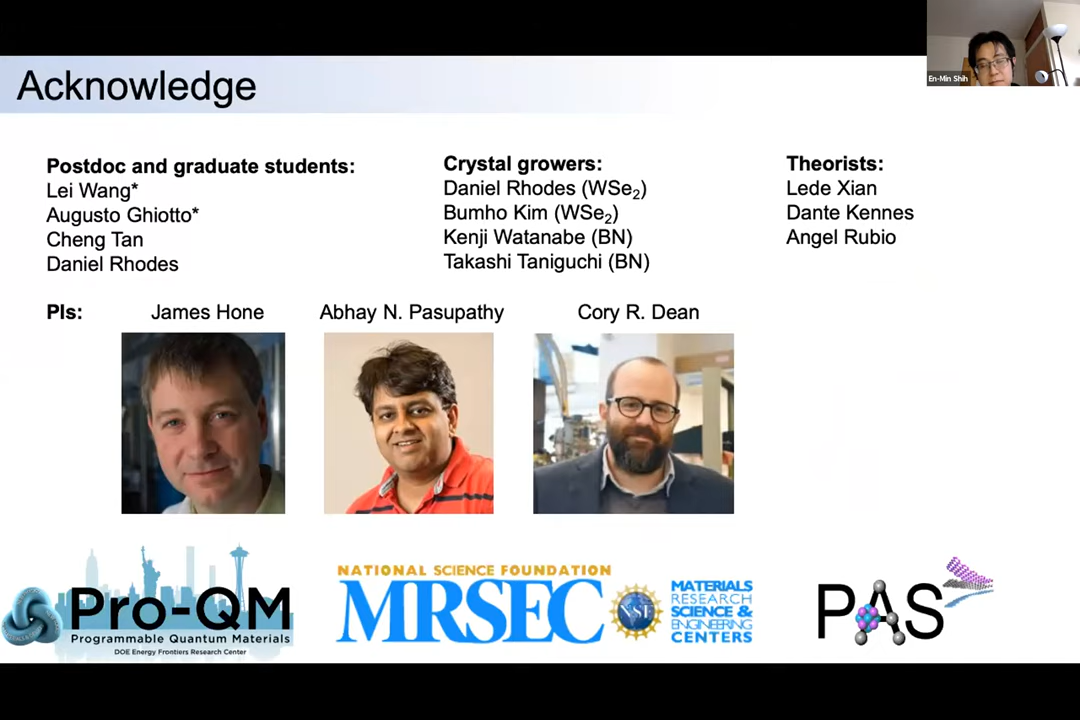 En-Min Shih
Acknowledge
Postdoc and graduate students:
Lei Wang*
Augusto Ghiotto*
Cheng Tan
Daniel Rhodes
Crystal growers:
Daniel Rhodes (WSe₂)
Bumho Kim (WSe₂)
Kenji Watanabe (BN)
Takashi Taniguchi (BN)
Theorists:
Lede Xian
Dante Kennes
Angel Rubio
PIs:
James Hone
Abhay N. Pasupathy
Cory R. Dean
Pro-QM
Programmable Quantum Materials
DOE Energy Frontiers Research Center
NATIONAL SCIENCE FOUNDATION
MRSEC
NSF
MATERIALS
RESEARCH
SCIENCE &
ENGINEERING
CENTERS
PAS³